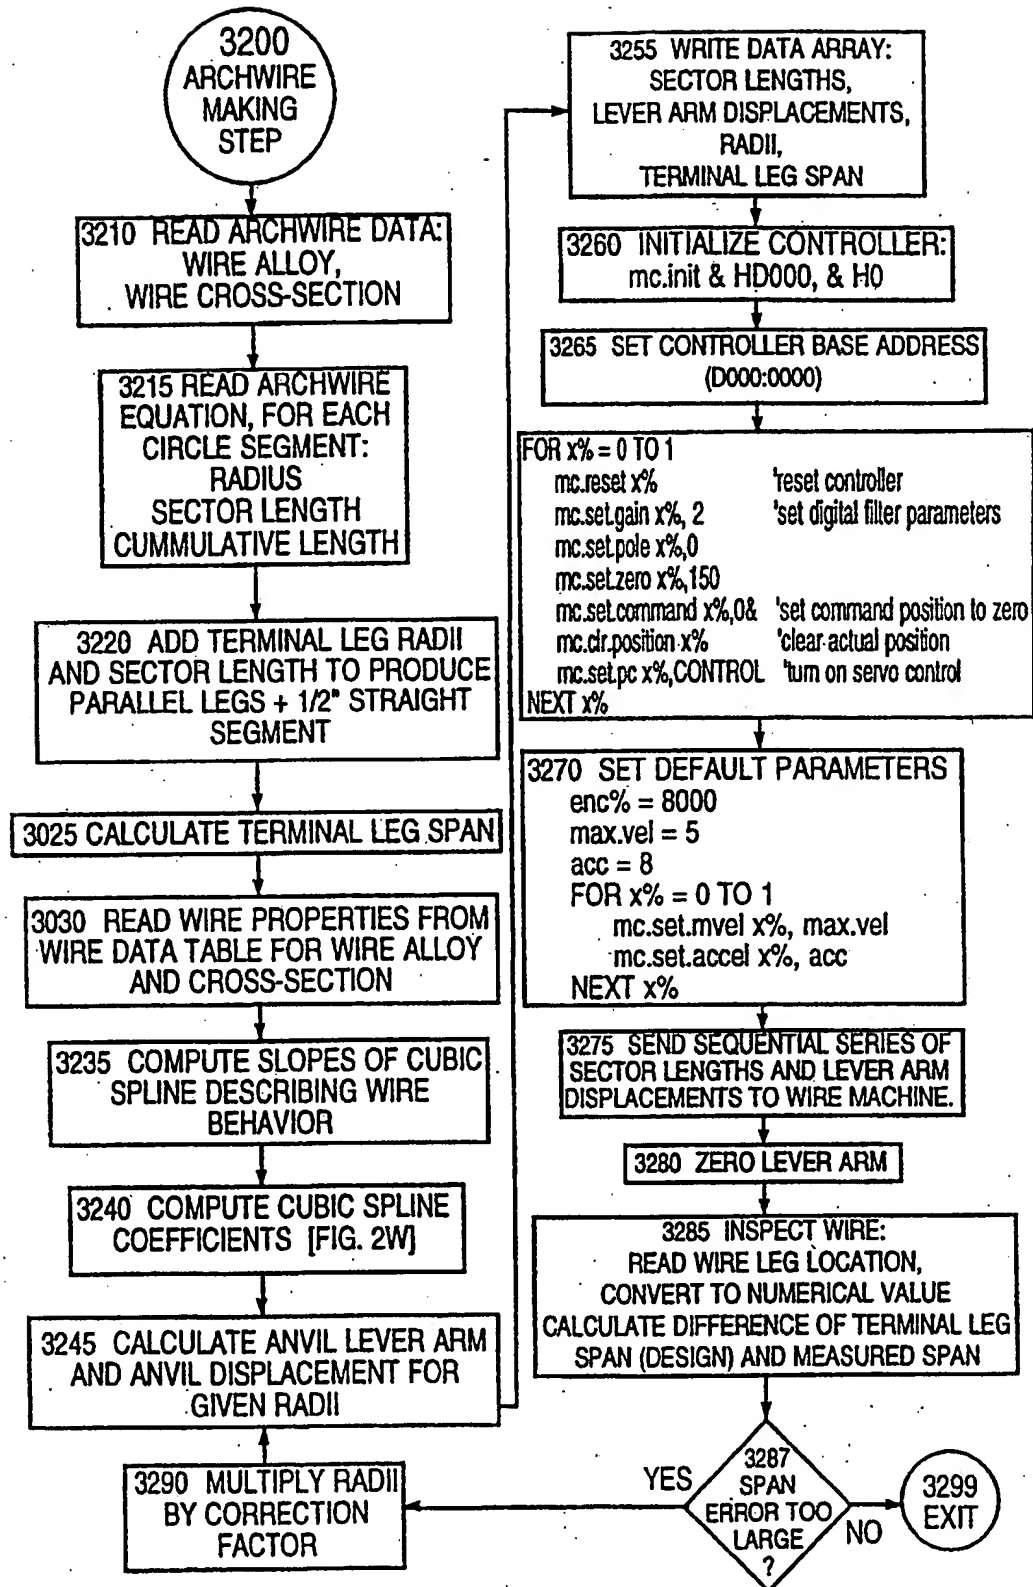 3200
ARCHWIRE
MAKING
STEP
3210 READ ARCHWIRE DATA:
WIRE ALLOY,
WIRE CROSS-SECTION
3215 READ ARCHWIRE
EQUATION, FOR EACH
CIRCLE SEGMENT:
RADIUS
SECTOR LENGTH
CUMMULATIVE LENGTH
3220 ADD TERMINAL LEG RADII
AND SECTOR LENGTH TO PRODUCE
PARALLEL LEGS + 1/2" STRAIGHT
SEGMENT
3025 CALCULATE TERMINAL LEG SPAN
3030 READ WIRE PROPERTIES FROM
WIRE DATA TABLE FOR WIRE ALLOY
AND CROSS-SECTION
3235 COMPUTE SLOPES OF CUBIC
SPLINE DESCRIBING WIRE
BEHAVIOR
3240 COMPUTE CUBIC SPLINE
COEFFICIENTS [FIG. 2W]
3245 CALCULATE ANVIL LEVER ARM
AND ANVIL DISPLACEMENT FOR
GIVEN RADII
3290 MULTIPLY RADII
BY CORRECTION
FACTOR
3255 WRITE DATA ARRAY:
SECTOR LENGTHS,
LEVER ARM DISPLACEMENTS,
RADII,
TERMINAL LEG SPAN
3260 INITIALIZE CONTROLLER:
mc.init & HD000, & H0
3265 SET CONTROLLER BASE ADDRESS
(D000:0000)
FOR x% = 0 TO 1
mc.reset x% 'reset controller
mc.set.gain x%, 2 'set digital filter parameters
mc.set.pole x%,0
mc.set.zero x%,150
mc.set.command x%,0& 'set command position to zero
mc.clr.position x% 'clear actual position
mc.set.pc x%,CONTROL 'turn on servo control
NEXT x%
3270 SET DEFAULT PARAMETERS
enc% = 8000
max.vel = 5
acc = 8
FOR x% = 0 TO 1
mc.set.mvel x%, max.vel
mc.set.accel x%, acc
NEXT x%
3275 SEND SEQUENTIAL SERIES OF
SECTOR LENGTHS AND LEVER ARM
DISPLACEMENTS TO WIRE MACHINE.
3280 ZERO LEVER ARM
3285 INSPECT WIRE:
READ WIRE LEG LOCATION,
CONVERT TO NUMERICAL VALUE
CALCULATE DIFFERENCE OF TERMINAL LEG
SPAN (DESIGN) AND MEASURED SPAN
3287
SPAN
ERROR TOO
LARGE
?
YES
NO
3299
EXIT